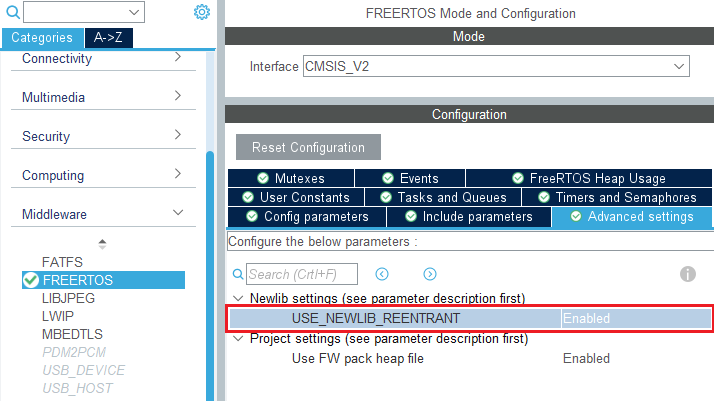 Categories
A->Z
Connectivity
Multimedia
Security
Computing
Middleware
FATFS
FREERTOS
LIBJPEG
LWIP
MBEDTLS
PDM2PCM
USB_DEVICE
USB_HOST
FREERTOS Mode and Configuration
Mode
Interface CMSIS_V2
Configuration
Reset Configuration
Mutexes Events FreeRTOS Heap Usage
User Constants Tasks and Queues Timers and Semaphores
Config parameters Include parameters Advanced settings
Configure the below parameters :
Search (Crtl+F)
Newlib settings (see parameter description first)
USE_NEWLIB_REENTRANT Enabled
Project settings (see parameter description first)
Use FW pack heap file Enabled